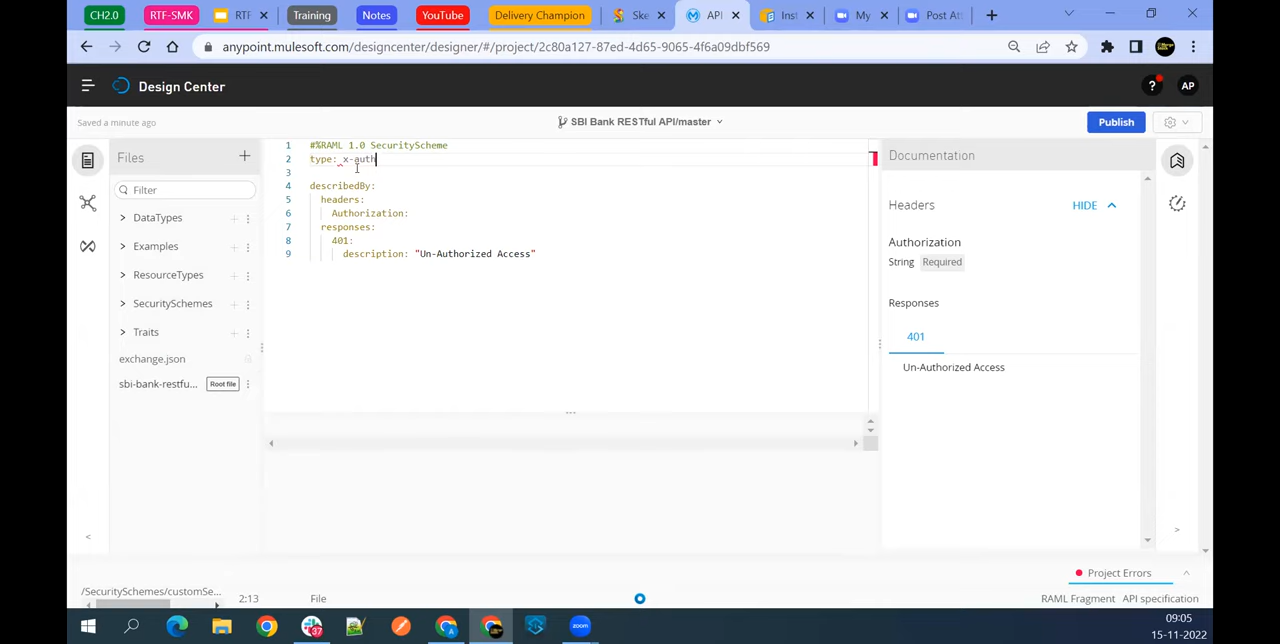 CH2.0 RTF-SMK RTF Training Notes YouTube Delivery Champion Ske API Inst My Post Att
anypoint.mulesoft.com/designcenter/designer/#/project/2c80a127-87ed-4d65-9065-4f6a09dbf569
Design Center ? AP
Saved a minute ago SBI Bank RESTful API/master Publish
Files
Filter
DataTypes
Examples
ResourceTypes
SecuritySchemes
Traits
exchange.json
sbi-bank-restfu... Root file
1 #%RAML 1.0 SecurityScheme
2 type: x-auth
3
4 describedBy:
5 headers:
6 Authorization:
7 responses:
8 401:
9 description: "Un-Authorized Access"
Documentation
Headers HIDE
Authorization
String Required
Responses
401
Un-Authorized Access
Project Errors
/SecuritySchemes/customSe...
2:13 File RAML Fragment API specification
37
zoom
09:05
15-11-2022